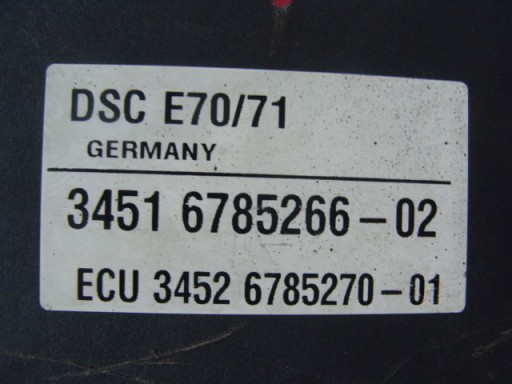 DSC E70/71
GERMANY
3451 6785266-02
ECU 3452 6785270-01